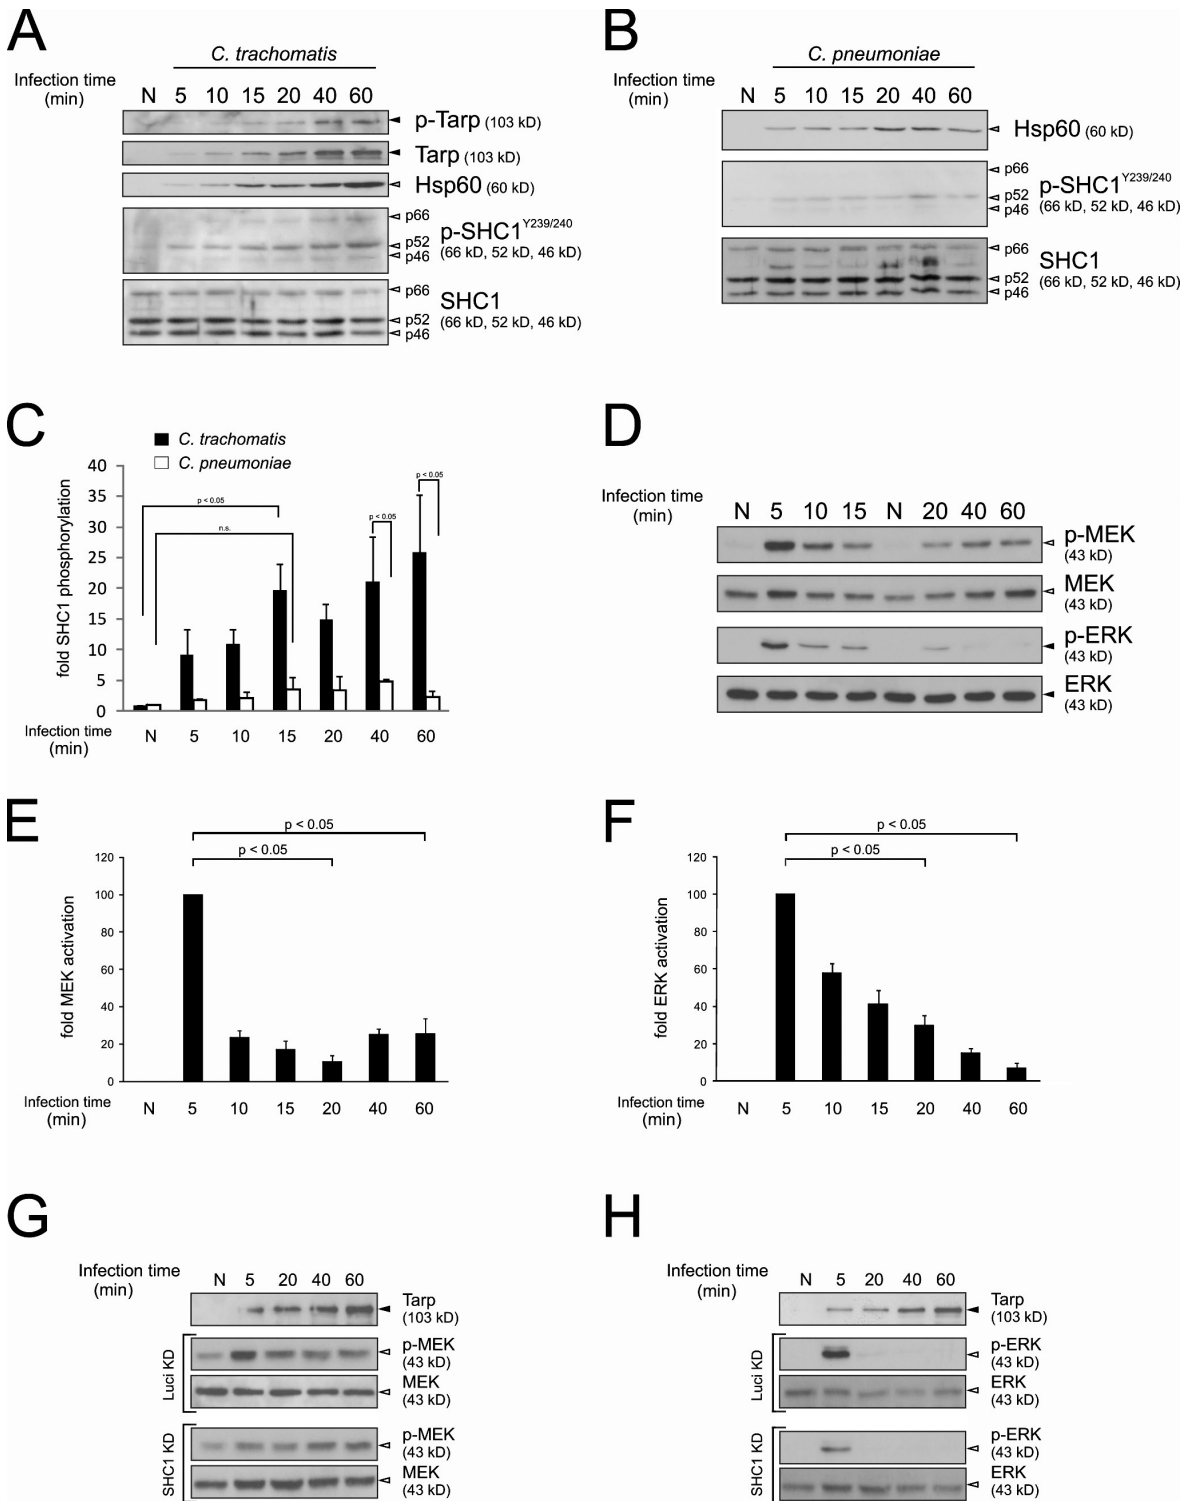 A
C. trachomatis
Infection time
(min)
N 5 10 15 20 40 60
p-Tarp (103 kD)
Tarp (103 kD)
Hsp60 (60 kD)
p66
p-SHC1Y239/240
p52
(66 kD, 52 kD, 46 kD)
p46
p66
SHC1
p52
(66 kD, 52 kD, 46 kD)
p46
B
C. pneumoniae
Infection time
(min)
N 5 10 15 20 40 60
Hsp60 (60 kD)
p66
p-SHC1Y239/240
p52
(66 kD, 52 kD, 46 kD)
p46
p66
SHC1
(66 kD, 52 kD, 46 kD)
p52
p46
C
C. trachomatis
C. pneumoniae
fold SHC1 phosphorylation
40
35
30
25
20
15
10
5
0
p < 0.05
n.s.
p < 0.05
p < 0.05
Infection time
(min)
N 5 10 15 20 40 60
D
Infection time
(min)
N 5 10 15 N 20 40 60
p-MEK
(43 kD)
MEK
(43 kD)
p-ERK
(43 kD)
ERK
(43 kD)
E
p < 0.05
p < 0.05
fold MEK activation
120
100
80
60
40
20
0
Infection time
(min)
N 5 10 15 20 40 60
F
p < 0.05
p < 0.05
fold ERK activation
120
100
80
60
40
20
0
Infection time
(min)
N 5 10 15 20 40 60
G
Infection time
(min)
N 5 20 40 60
Tarp
(103 kD)
Luci KD
p-MEK
(43 kD)
MEK
(43 kD)
SHC1 KD
p-MEK
(43 kD)
MEK
(43 kD)
H
Infection time
(min)
N 5 20 40 60
Tarp
(103 kD)
Luci KD
p-ERK
(43 kD)
ERK
(43 kD)
SHC1 KD
p-ERK
(43 kD)
ERK
(43 kD)